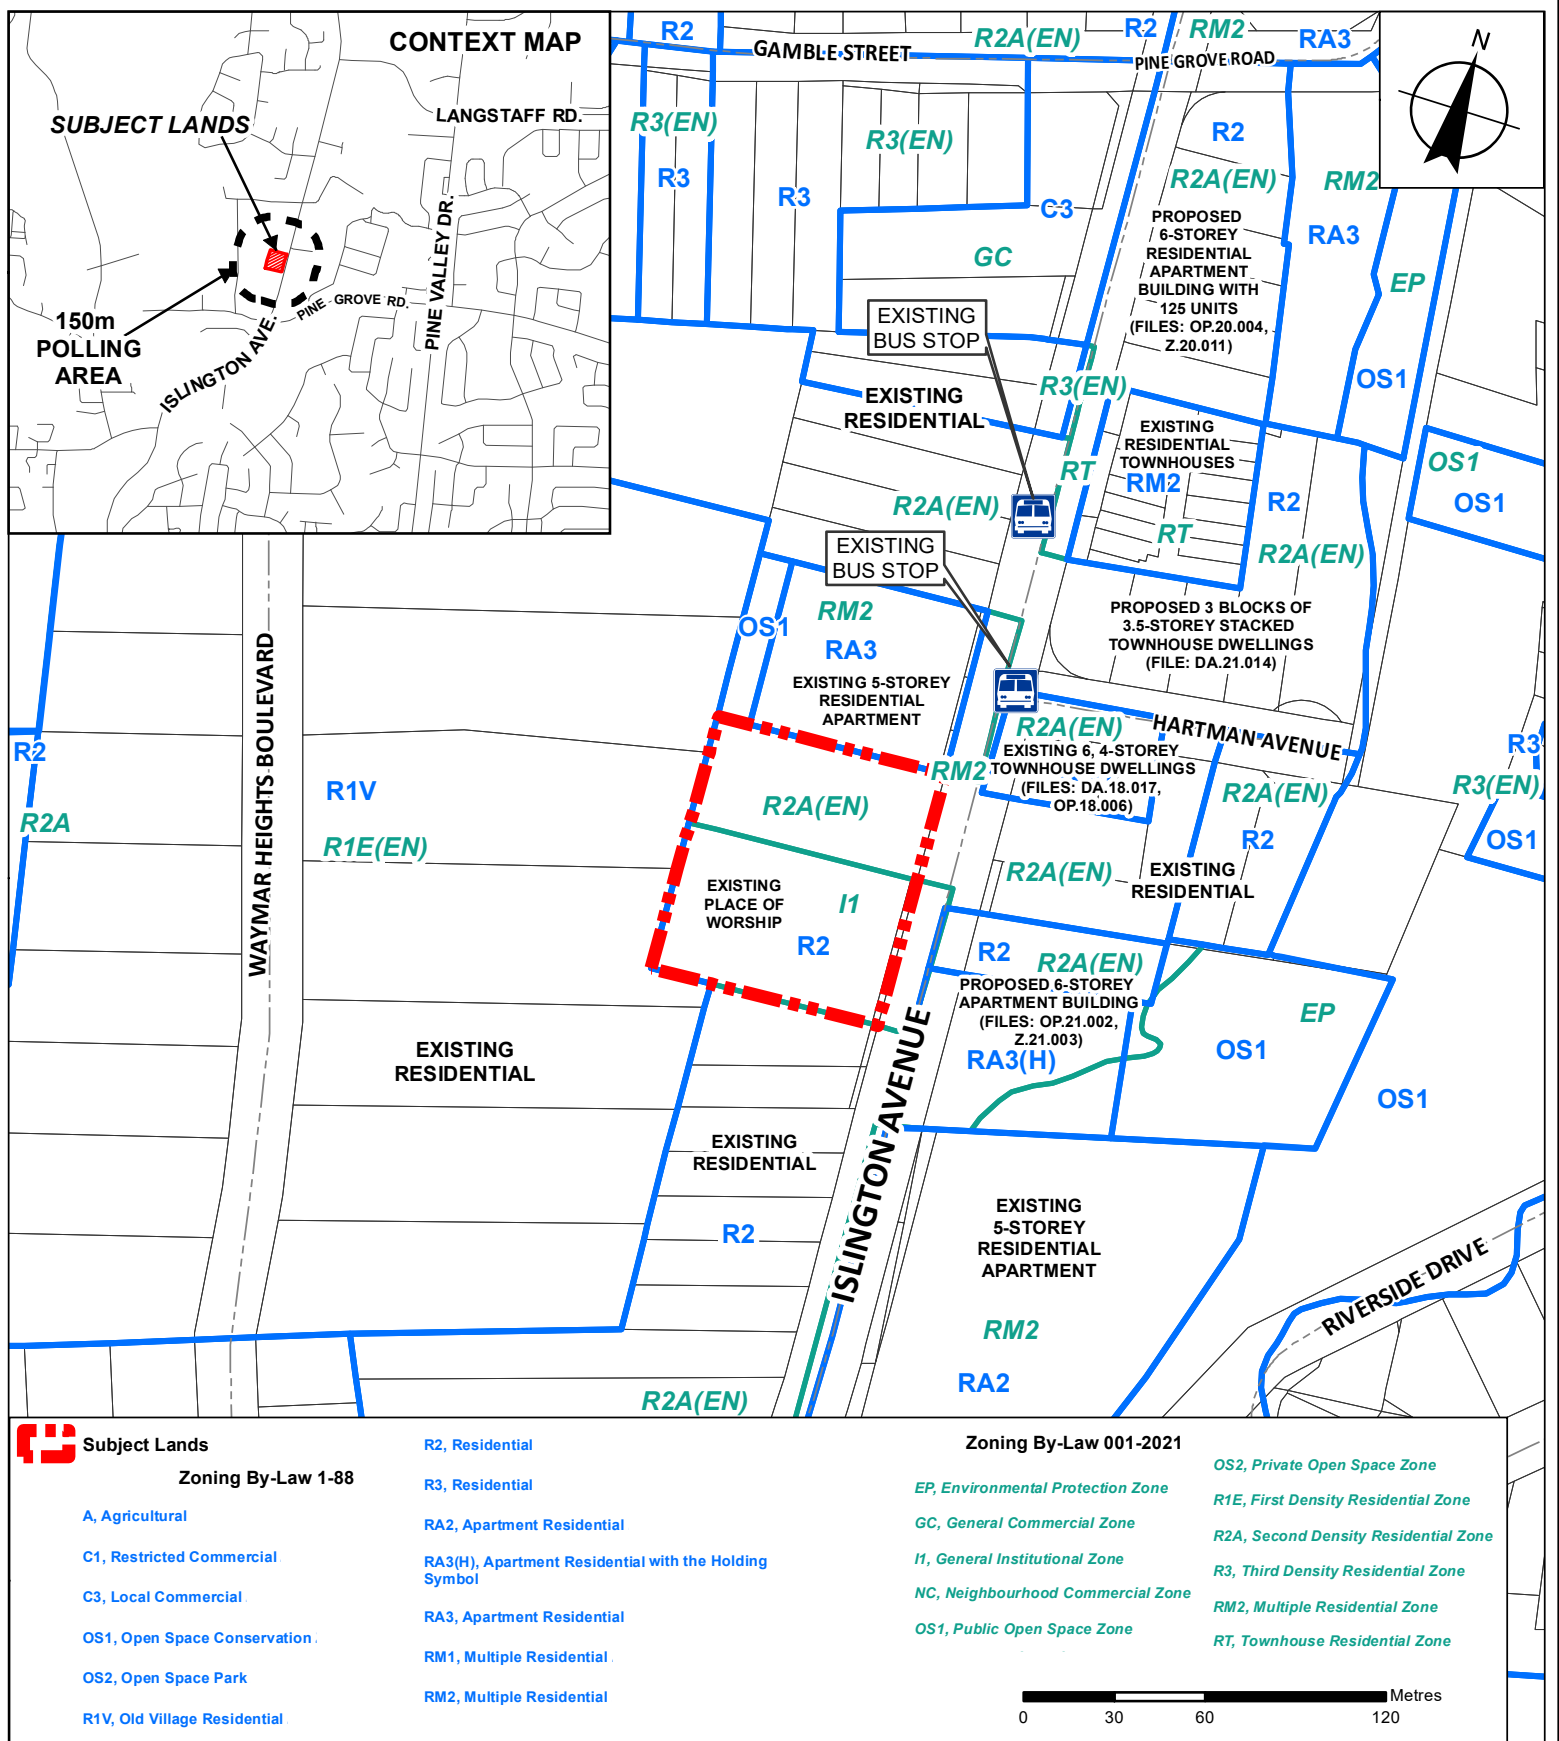 CONTEXT MAP
LANGSTAFF RD.
SUBJECT LANDS
PINE VALLEY DR.
150m
POLLING
AREA
PINE GROVE RD.
ISLINGTON AVE.
N
R2
R2A(EN)
R2
RM2
RA3
GAMBLE STREET
PINE GROVE ROAD
R3(EN)
R3
R3
R3(EN)
C3
GC
R2
R2A(EN)
RM2
RA3
EP
OS1
PROPOSED
6-STOREY
RESIDENTIAL
APARTMENT
BUILDING WITH
125 UNITS
(FILES: OP.20.004,
Z.20.011)
EXISTING
BUS STOP
R3(EN)
EXISTING
RESIDENTIAL
EXISTING
RESIDENTIAL
TOWNHOUSES
RM2
RT
RT
R2
R2A(EN)
OS1
OS1
R2A(EN)
EXISTING
BUS STOP
RM2
OS1
RA3
EXISTING 5-STOREY
RESIDENTIAL
APARTMENT
PROPOSED 3 BLOCKS OF
3.5-STOREY STACKED
TOWNHOUSE DWELLINGS
(FILE: DA.21.014)
HARTMAN AVENUE
R2A(EN)
EXISTING 6, 4-STOREY
TOWNHOUSE DWELLINGS
(FILES: DA.18.017,
OP.18.006)
RM2
R2A(EN)
R2
R3
R3(EN)
OS1
WAYMAR HEIGHTS BOULEVARD
R2
R2A
R1V
R1E(EN)
R2A(EN)
EXISTING
PLACE OF
WORSHIP
I1
R2
R2A(EN)
EXISTING
RESIDENTIAL
R2
R2A(EN)
PROPOSED 6-STOREY
APARTMENT BUILDING
(FILES: OP.21.002,
Z.21.003)
RA3(H)
EP
OS1
OS1
EXISTING
RESIDENTIAL
EXISTING
RESIDENTIAL
R2
ISLINGTON AVENUE
EXISTING
5-STOREY
RESIDENTIAL
APARTMENT
RM2
RA2
RIVERSIDE DRIVE
R2A(EN)
Subject Lands
Zoning By-Law 1-88
A, Agricultural
C1, Restricted Commercial
C3, Local Commercial
OS1, Open Space Conservation
OS2, Open Space Park
R1V, Old Village Residential
R2, Residential
R3, Residential
RA2, Apartment Residential
RA3(H), Apartment Residential with the Holding
Symbol
RA3, Apartment Residential
RM1, Multiple Residential
RM2, Multiple Residential
Zoning By-Law 001-2021
EP, Environmental Protection Zone
GC, General Commercial Zone
I1, General Institutional Zone
NC, Neighbourhood Commercial Zone
OS1, Public Open Space Zone
OS2, Private Open Space Zone
R1E, First Density Residential Zone
R2A, Second Density Residential Zone
R3, Third Density Residential Zone
RM2, Multiple Residential Zone
RT, Townhouse Residential Zone
Metres
0 30 60 120